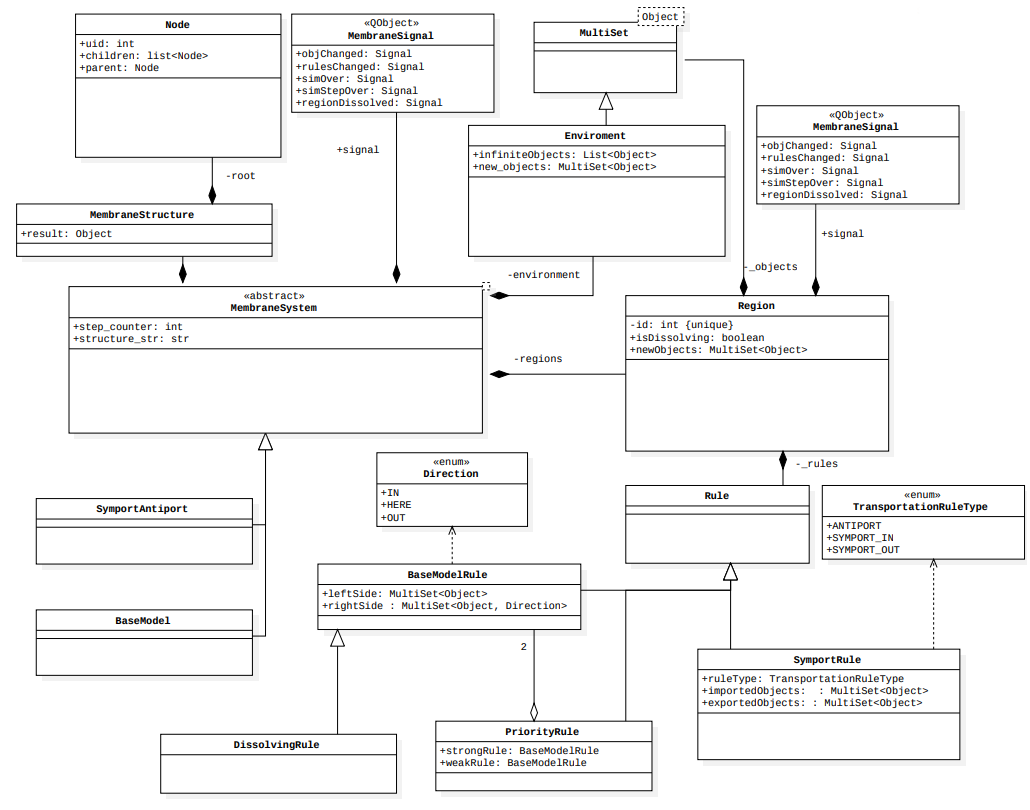 Node
+uid: int
+children: list<Node>
+parent: Node
«QObject»
MembraneSignal
+objChanged: Signal
+rulesChanged: Signal
+simOver: Signal
+simStepOver: Signal
+regionDissolved: Signal
Object
MultiSet
Enviroment
+infiniteObjects: List<Object>
+new_objects: MultiSet<Object>
«QObject»
MembraneSignal
+objChanged: Signal
+rulesChanged: Signal
+simOver: Signal
+simStepOver: Signal
+regionDissolved: Signal
+signal
-root
MembraneStructure
+result: Object
+signal
-environment
-_objects
«abstract»
MembraneSystem
+step_counter: int
+structure_str: str
Region
-id: int {unique}
+isDissolving: boolean
+newObjects: MultiSet<Object>
-regions
«enum»
Direction
+IN
+HERE
+OUT
-_rules
SymportAntiport
Rule
«enum»
TransportationRuleType
+ANTIPORT
+SYMPORT_IN
+SYMPORT_OUT
BaseModelRule
+leftSide: MultiSet<Object>
+rightSide : MultiSet<Object, Direction>
BaseModel
2
SymportRule
+ruleType: TransportationRuleType
+importedObjects:  : MultiSet<Object>
+exportedObjects: : MultiSet<Object>
DissolvingRule
PriorityRule
+strongRule: BaseModelRule
+weakRule: BaseModelRule